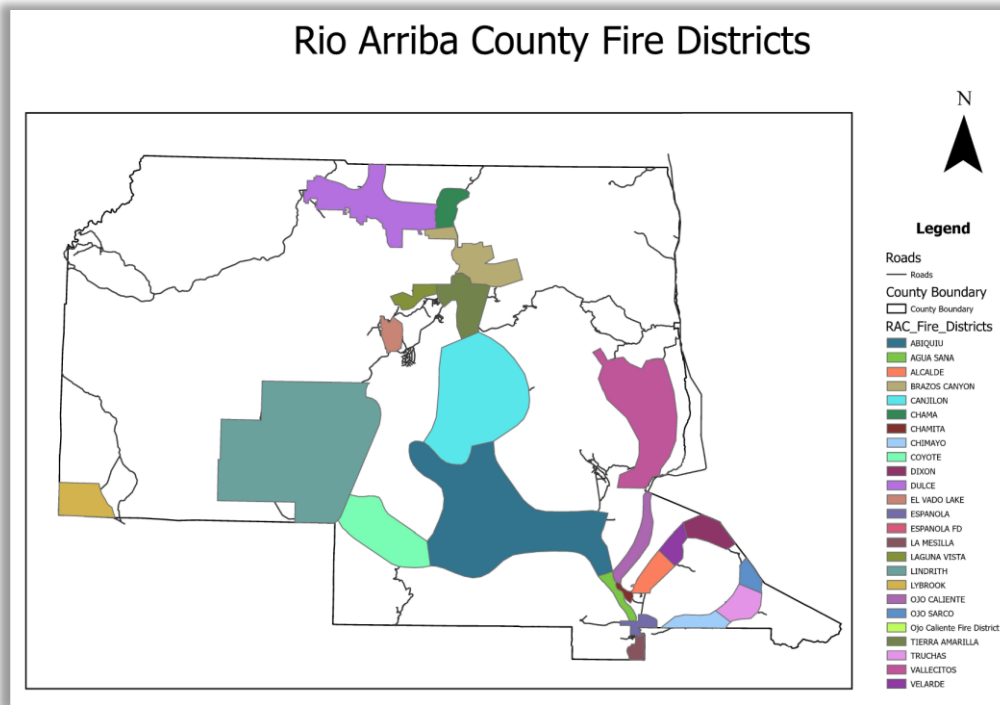 Rio Arriba County Fire Districts
N
Legend
Roads
Roads
County Boundary
County Boundary
RAC_Fire_Districts
ABIQUIU
AGUA SANA
ALCALDE
BRAZOS CANYON
CANJILON
CHAMA
CHAMITA
CHIMAYO
COYOTE
DIXON
DULCE
EL VADO LAKE
ESPANOLA
ESPANOLA FD
LA MESILLA
LAGUNA VISTA
LINDRITH
LYBROOK
OJO CALIENTE
OJO SARCO
Ojo Caliente Fire District
TIERRA AMARILLA
TRUCHAS
VALLECITOS
VELARDE